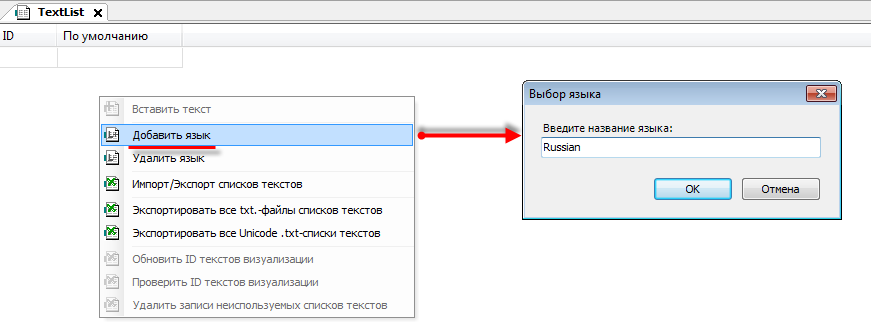 TextList
ID По умолчанию
Вставить текст
Добавить язык
Удалить язык
Импорт/Экспорт списков текстов
Экспортировать все txt.-файлы списков текстов
Экспортировать все Unicode .txt-списки текстов
Обновить ID текстов визуализации
Проверить ID текстов визуализации
Удалить записи неиспользуемых списков текстов
Выбор языка
Введите название языка:
Russian
OK Отмена